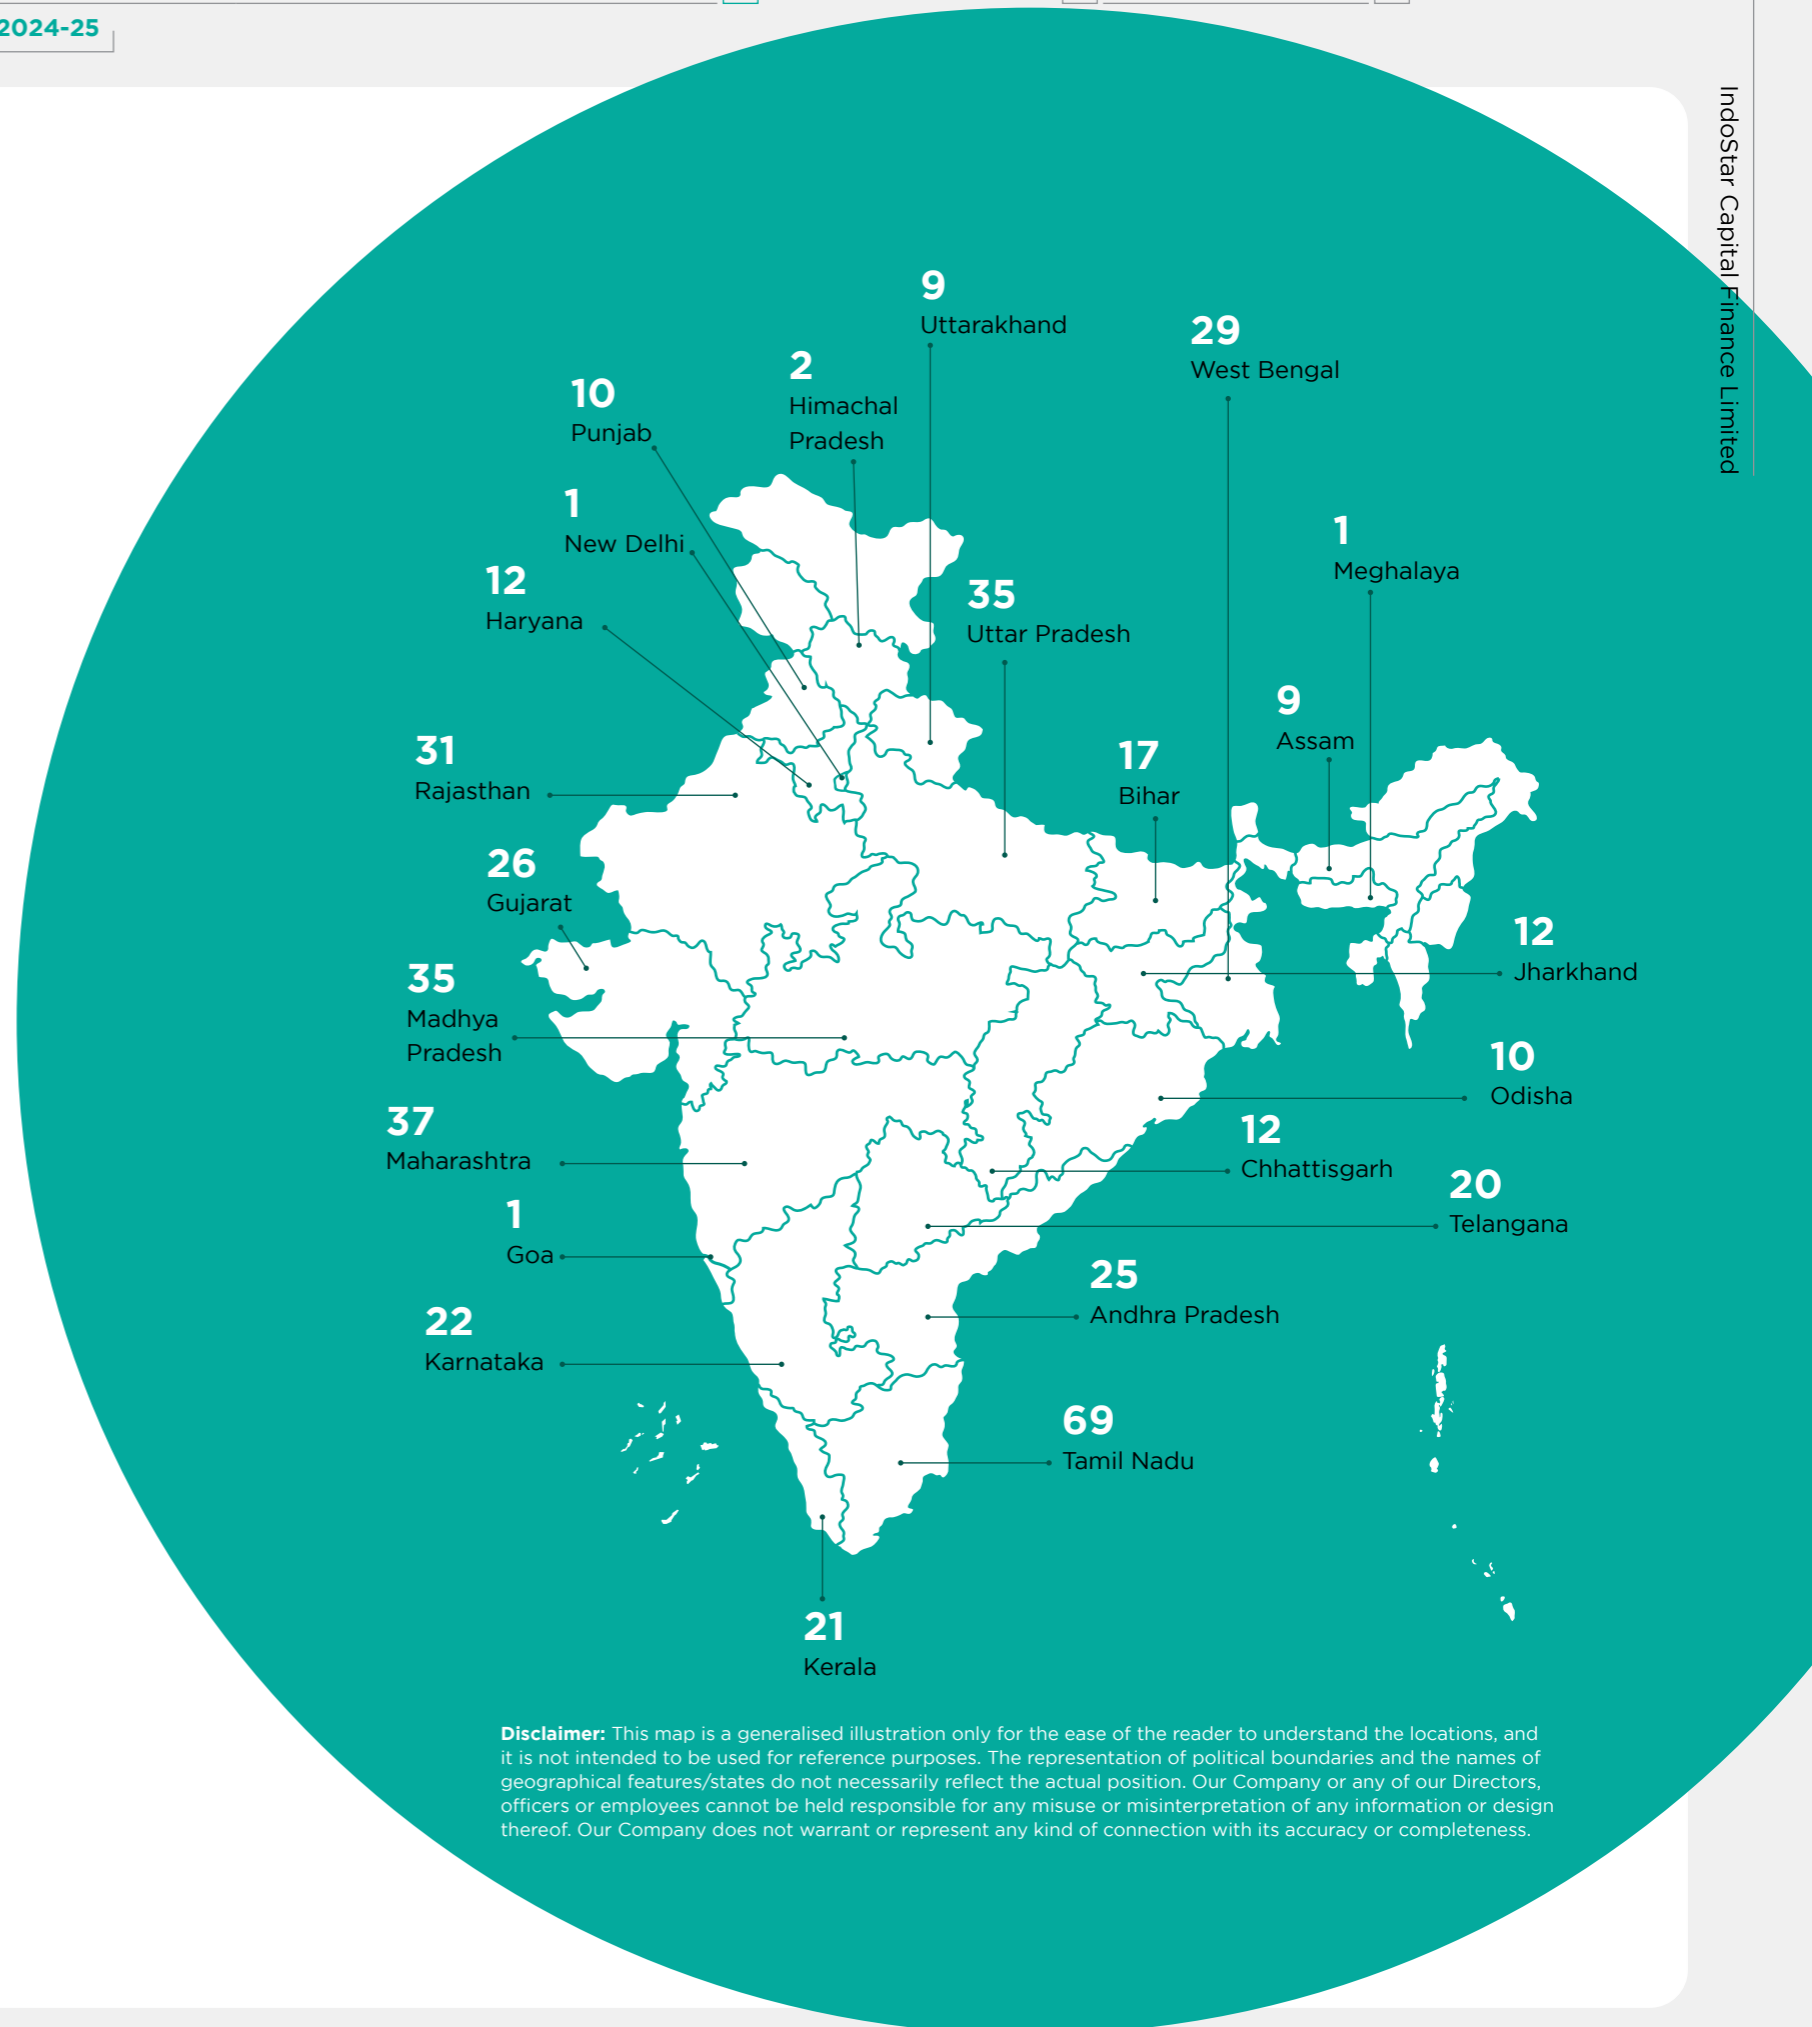 2024-25
IndoStar Capital Finance Limited
9
Uttarakhand
29
West Bengal
2
Himachal
Pradesh
10
Punjab
1
New Delhi
1
Meghalaya
12
Haryana
35
Uttar Pradesh
9
Assam
31
Rajasthan
17
Bihar
26
Gujarat
12
Jharkhand
35
Madhya
Pradesh
10
Odisha
37
Maharashtra
12
Chhattisgarh
20
Telangana
1
Goa
25
Andhra Pradesh
22
Karnataka
69
Tamil Nadu
21
Kerala
Disclaimer: This map is a generalised illustration only for the ease of the reader to understand the locations, and
it is not intended to be used for reference purposes. The representation of political boundaries and the names of
geographical features/states do not necessarily reflect the actual position. Our Company or any of our Directors,
officers or employees cannot be held responsible for any misuse or misinterpretation of any information or design
thereof. Our Company does not warrant or represent any kind of connection with its accuracy or completeness.